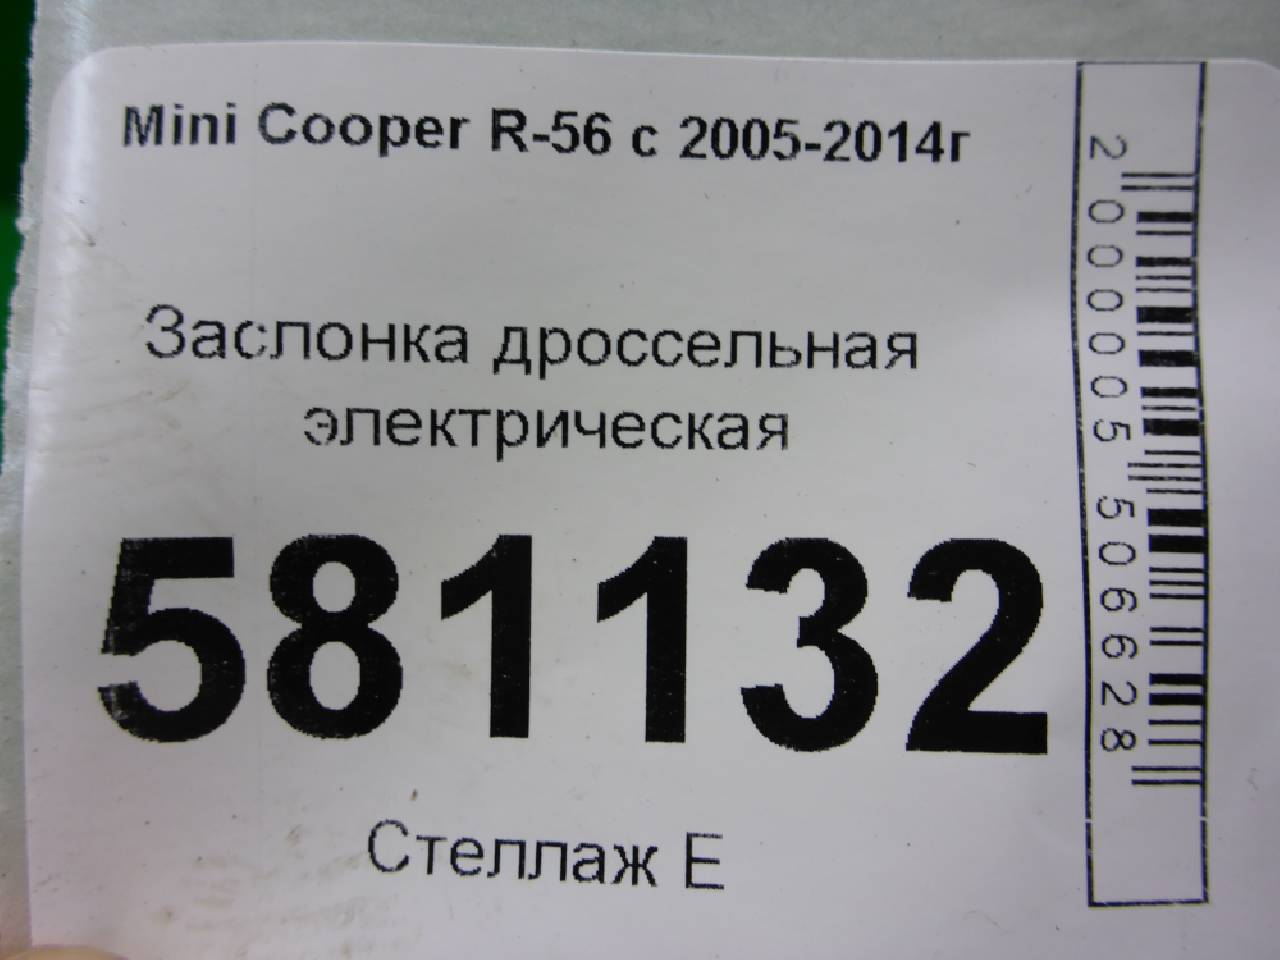 Mini Cooper R-56 с 2005-2014г
Заслонка дроссельная
электрическая
581132
Стеллаж Е
2000005506628